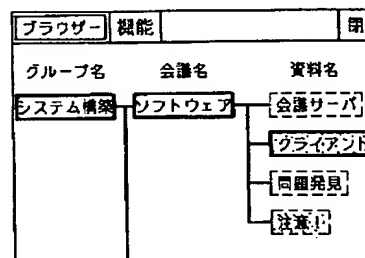 ブラウザー 機能 閉
グループ名 会議名 資料名
システム構築 ソフトウェア 会議サーバ
クライアント
問題発見
注意!